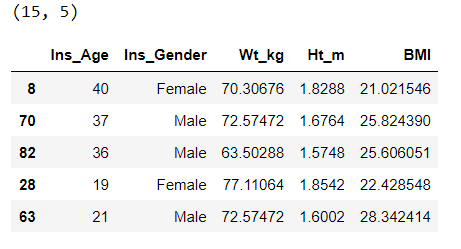 (15, 5)
Ins_Age Ins_Gender Wt_kg Ht_m BMI
8 40 Female 70.30676 1.8288 21.021546
70 37 Male 72.57472 1.6764 25.824390
82 36 Male 63.50288 1.5748 25.606051
28 19 Female 77.11064 1.8542 22.428548
63 21 Male 72.57472 1.6002 28.342414